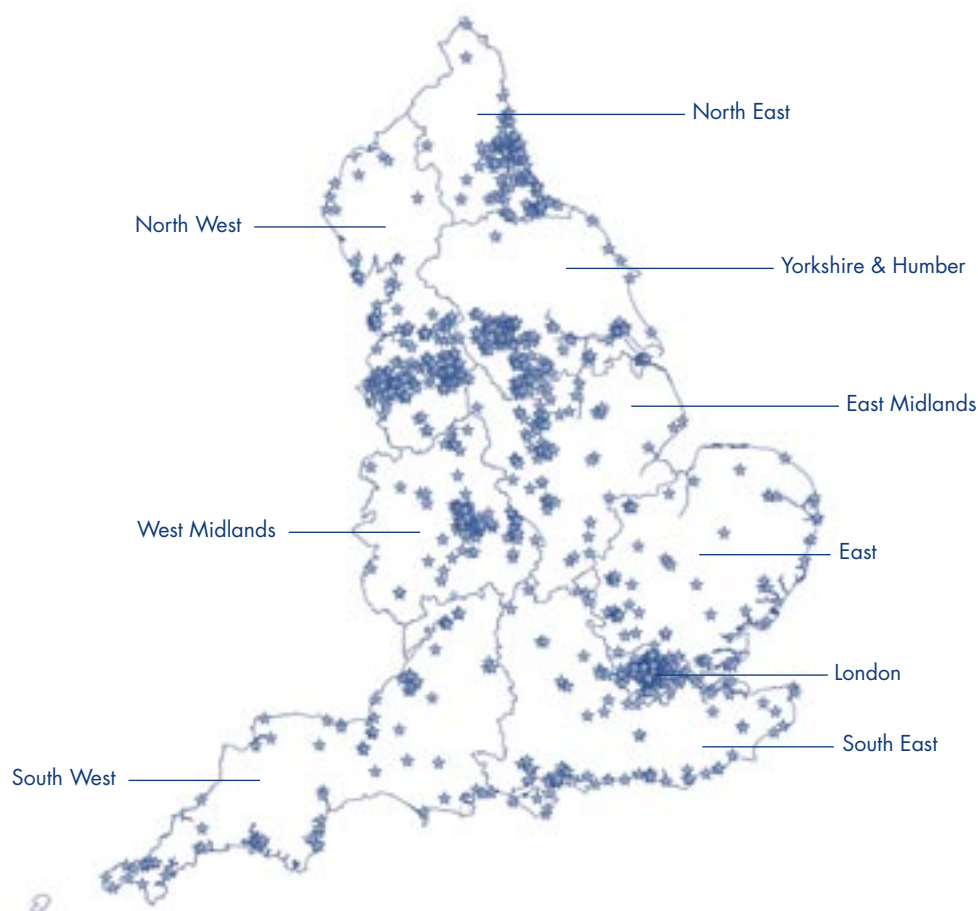 North East
North West
Yorkshire & Humber
East Midlands
West Midlands
East
London
South East
South West